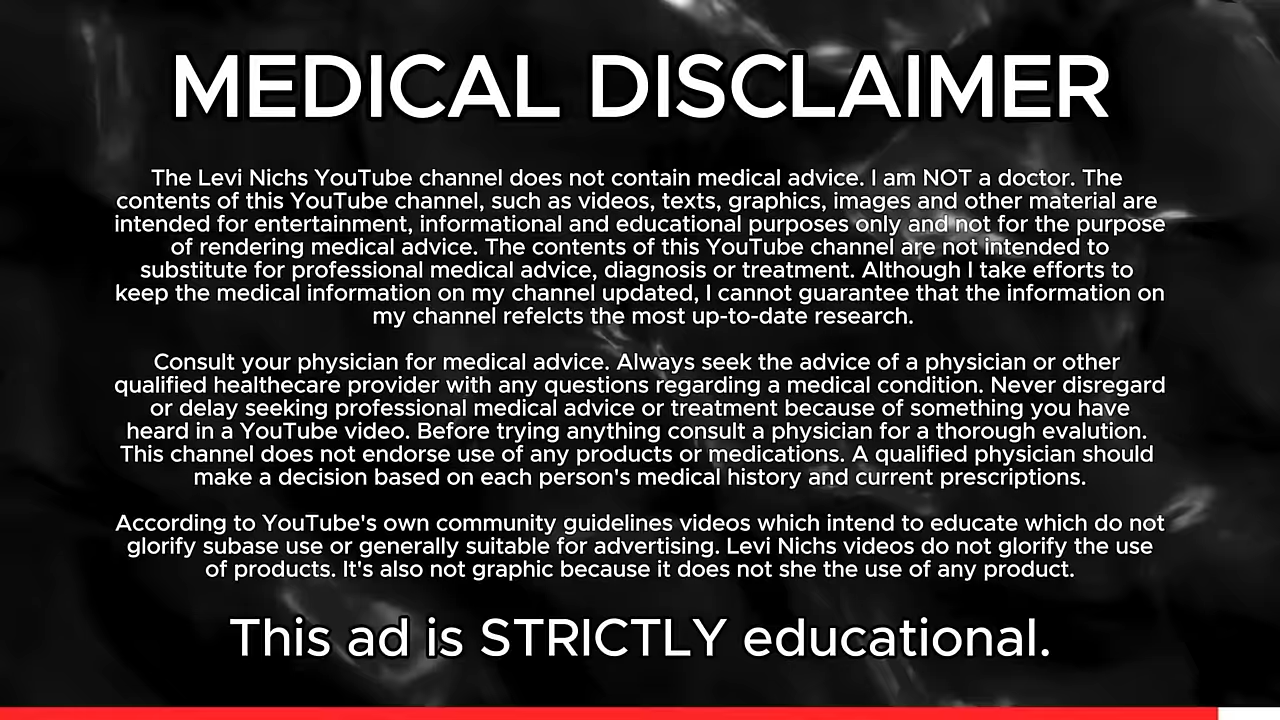 MEDICAL DISCLAIMER
The Levi Nichs YouTube channel does not contain medical advice. I am NOT a doctor. The
contents of this YouTube channel, such as videos, texts, graphics, images and other material are
intended for entertainment, informational and educational purposes only and not for the purpose
of rendering medical advice. The contents of this YouTube channel are not intended to
substitute for professional medical advice, diagnosis or treatment. Although I take efforts to
keep the medical information on my channel updated, I cannot guarantee that the information on
my channel refelcts the most up-to-date research.
Consult your physician for medical advice. Always seek the advice of a physician or other
qualified healthecare provider with any questions regarding a medical condition. Never disregard
or delay seeking professional medical advice or treatment because of something you have
heard in a YouTube video. Before trying anything consult a physician for a thorough evalution.
This channel does not endorse use of any products or medications. A qualified physician should
make a decision based on each person's medical history and current prescriptions.
According to YouTube's own community guidelines videos which intend to educate which do not
glorify subase use or generally suitable for advertising. Levi Nichs videos do not glorify the use
of products. It's also not graphic because it does not she the use of any product.
This ad is STRICTLY educational.